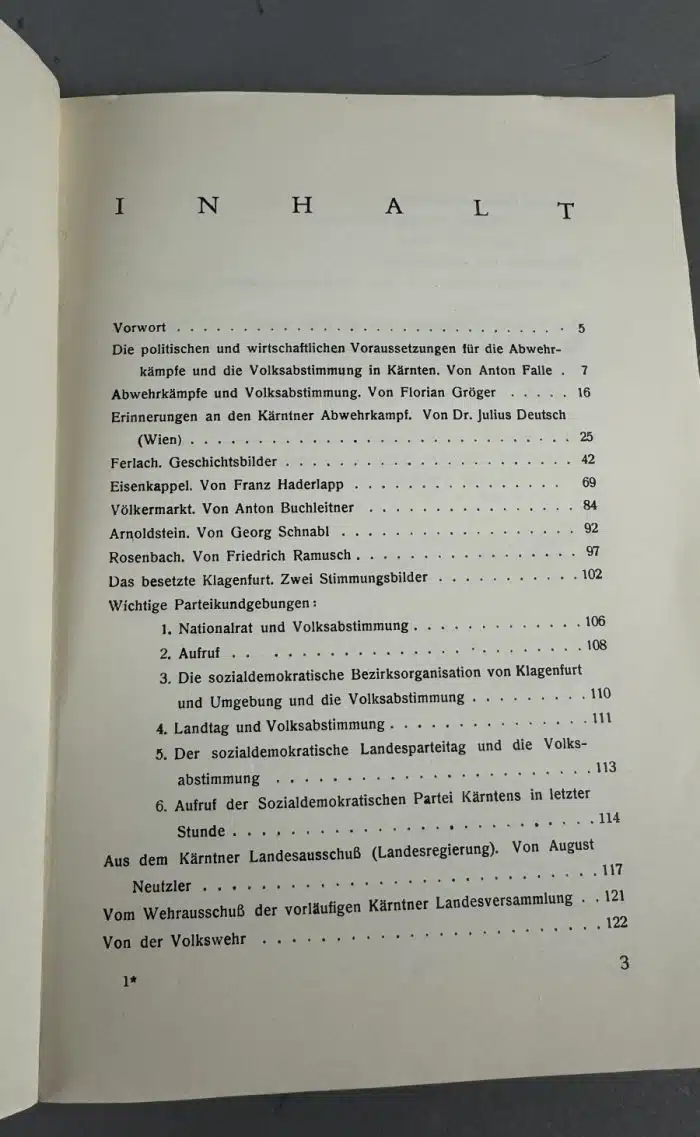 I N H A L T
Vorwort . . . . . . . . . . . . . . . . . . . . . . . . . . . . . . 5
Die politischen und wirtschaftlichen Voraussetzungen für die Abwehr-
kämpfe und die Volksabstimmung in Kärnten. Von Anton Falle . 7
Abwehrkämpfe und Volksabstimmung. Von Florian Gröger . . . . . 16
Erinnerungen an den Kärntner Abwehrkampf. Von Dr. Julius Deutsch
(Wien) . . . . . . . . . . . . . . . . . . . . . . . . . . . . . 25
Ferlach. Geschichtsbilder . . . . . . . . . . . . . . . . . . . . . . 42
Eisenkappel. Von Franz Haderlapp . . . . . . . . . . . . . . . . 69
Völkermarkt. Von Anton Buchleitner . . . . . . . . . . . . . . . . 84
Arnoldstein. Von Georg Schnabl . . . . . . . . . . . . . . . . . . 92
Rosenbach. Von Friedrich Ramusch . . . . . . . . . . . . . . . . . 97
Das besetzte Klagenfurt. Zwei Stimmungsbilder . . . . . . . . . . . 102
Wichtige Parteikundgebungen:
1. Nationalrat und Volksabstimmung . . . . . . . . . . . . . 106
2. Aufruf . . . . . . . . . . . . . . . . . . . . . . . . . . 108
3. Die sozialdemokratische Bezirksorganisation von Klagenfurt
und Umgebung und die Volksabstimmung . . . . . . . . . 110
4. Landtag und Volksabstimmung . . . . . . . . . . . . . . . 111
5. Der sozialdemokratische Landesparteitag und die Volks-
abstimmung . . . . . . . . . . . . . . . . . . . . . . . 113
6. Aufruf der Sozialdemokratischen Partei Kärntens in letzter
Stunde . . . . . . . . . . . . . . . . . . . . . . . . . 114
Aus dem Kärntner Landesausschuß (Landesregierung). Von August
Neutzler . . . . . . . . . . . . . . . . . . . . . . . . . . . . 117
Vom Wehrausschuß der vorläufigen Kärntner Landesversammlung . . 121
Von der Volkswehr . . . . . . . . . . . . . . . . . . . . . . . . 122
1*
3